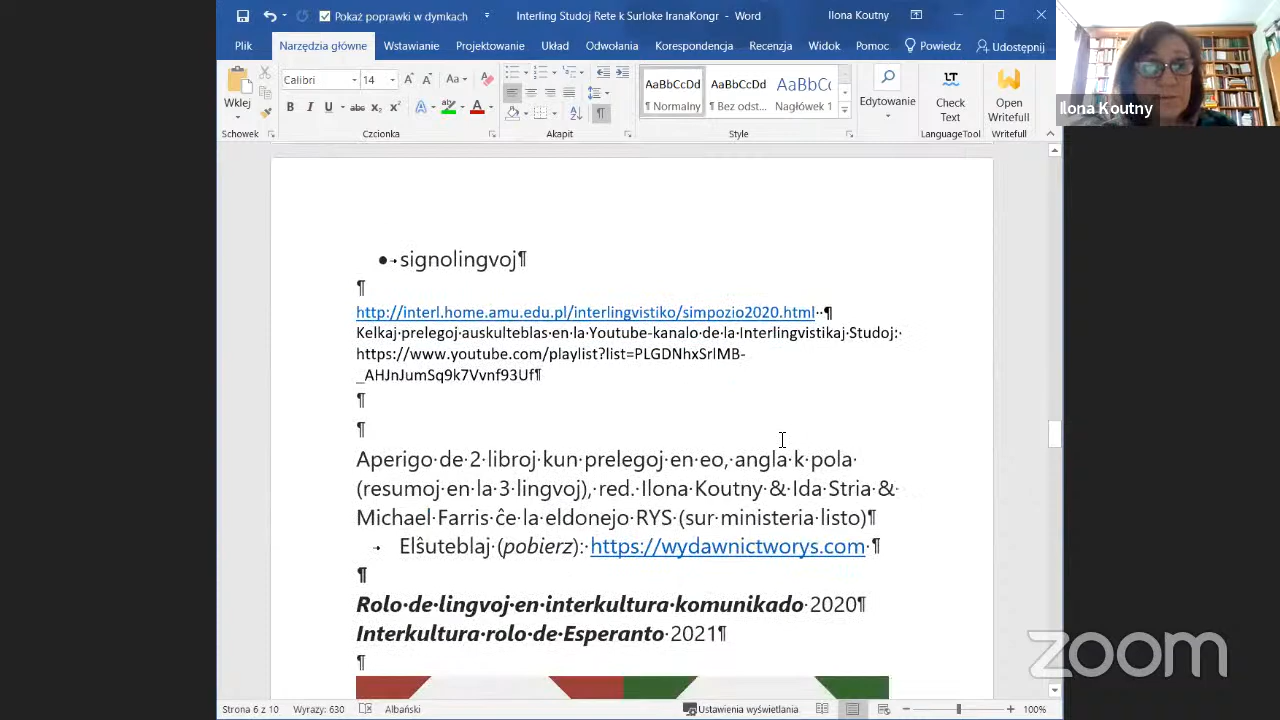 Pokaż poprawki w dymkach
Interling Studoj Rete k Surloke IranaKongr - Word
Ilona Koutny
Plik Narzędzia główne Wstawianie Projektowanie Układ Odwołania Korespondencja Recenzja Widok Pomoc Powiedz Udostępnij
Wklej
Calibri 14
Aa
B I U abc x₂ x² A A
AaBbCcDd AaBbCcDd AaBbCc
¶ Normalny ¶ Bez odst... Nagłówek 1
Edytowanie
LT
Check Text
Open Writefull
Schowek Czcionka Akapit Style LanguageTool Writefull
Ilona Koutny
● signolingvoj¶
¶
http://interl.home.amu.edu.pl/interlingvistiko/simpozio2020.html··¶
Kelkaj·prelegoj·auskulteblas·en·la·Youtube-kanalo·de·la·Interlingvistikaj·Studoj:·
https://www.youtube.com/playlist?list=PLGDNhxSrlMB-
_AHJnJumSq9k7Vvnf93Uf¶
¶
¶
Aperigo·de·2·libroj·kun·prelegoj·en·eo,·angla·k·pola·
(resumoj·en·la·3·lingvoj),·red.·Ilona·Koutny·&·Ida·Stria·&·
Michael·Farris·ĉe·la·eldonejo·RYS·(sur·ministeria·listo)¶
→ Elŝuteblaj·(pobierz):·https://wydawnictworys.com·¶
¶
Rolo·de·lingvoj·en·interkultura·komunikado·2020¶
Interkultura·rolo·de·Esperanto·2021¶
¶
zoom
Strona 6 z 10 Wyrazy: 630 Albański Ustawienia wyświetlania 100%